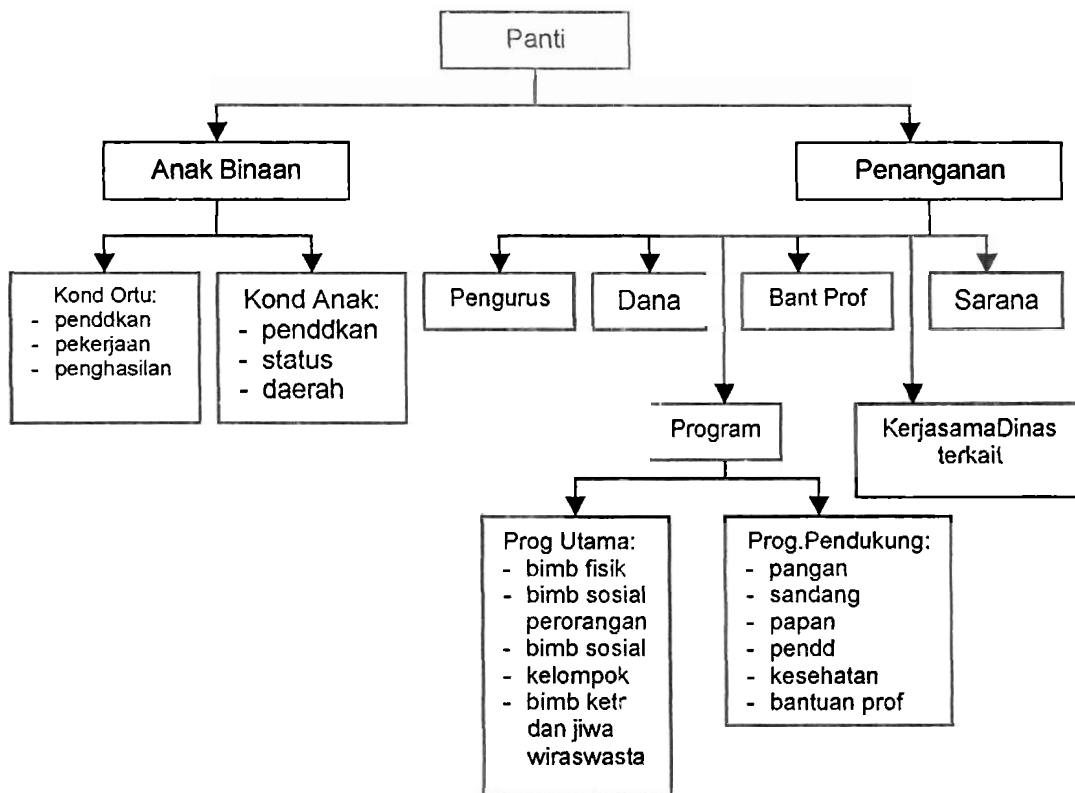 Panti
Anak Binaan
Penanganan
Kond Ortu:
- penddkan
- pekerjaan
- penghasilan
Kond Anak:
- penddkan
- status
- daerah
Pengurus
Dana
Bant Prof
Sarana
Program
KerjasamaDinas
terkait
Prog Utama:
- bimb fisik
- bimb sosial
perorangan
- bimb sosial
- kelompok
- bimb ketr
dan jiwa
wiraswasta
Prog.Pendukung:
- pangan
- sandang
- papan
- pendd
- kesehatan
- bantuan prof